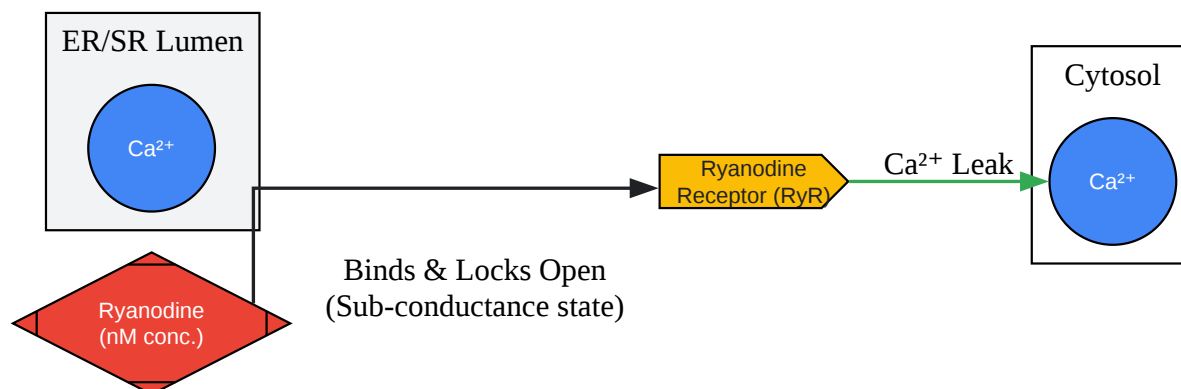 ER/SR Lumen
Ca²⁺
Cytosol
Ca²⁺
Ryanodine
Receptor (RyR)
Ca²⁺ Leak
Binds & Locks Open
(Sub-conductance state)
Ryanodine
(nM conc.)